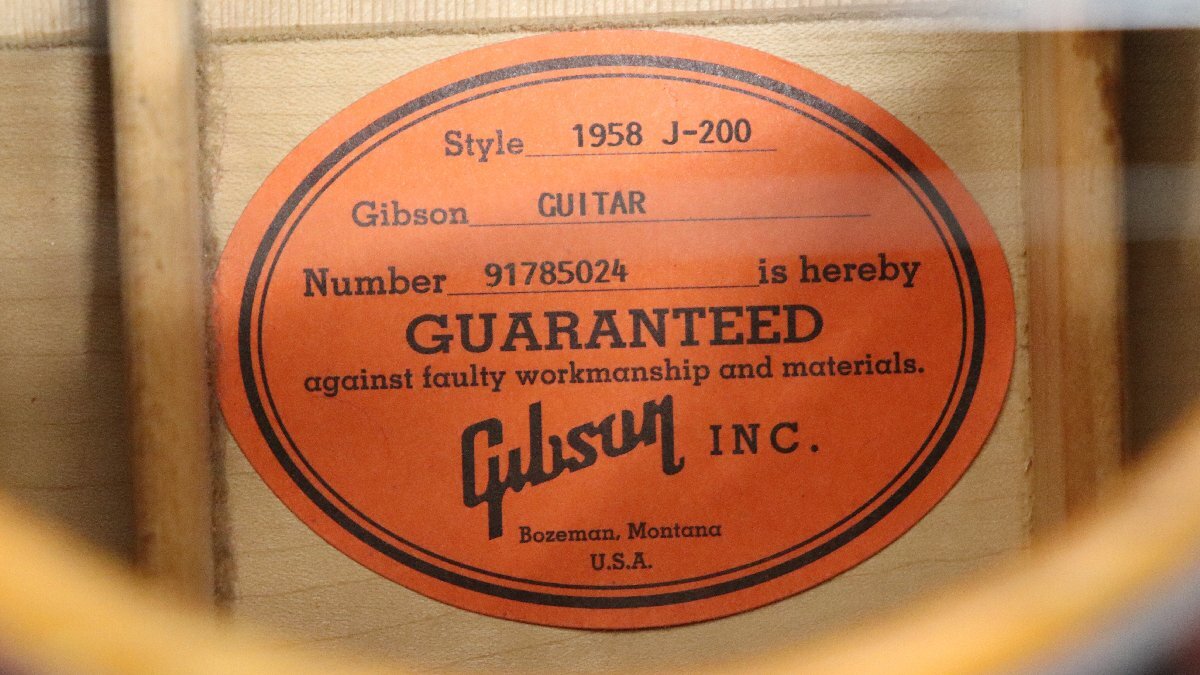 Style 1958 J-200
Gibson GUITAR
Number 91785024 is hereby
GUARANTEED
against faulty workmanship and materials.
Gibson INC.
Bozeman, Montana
U.S.A.